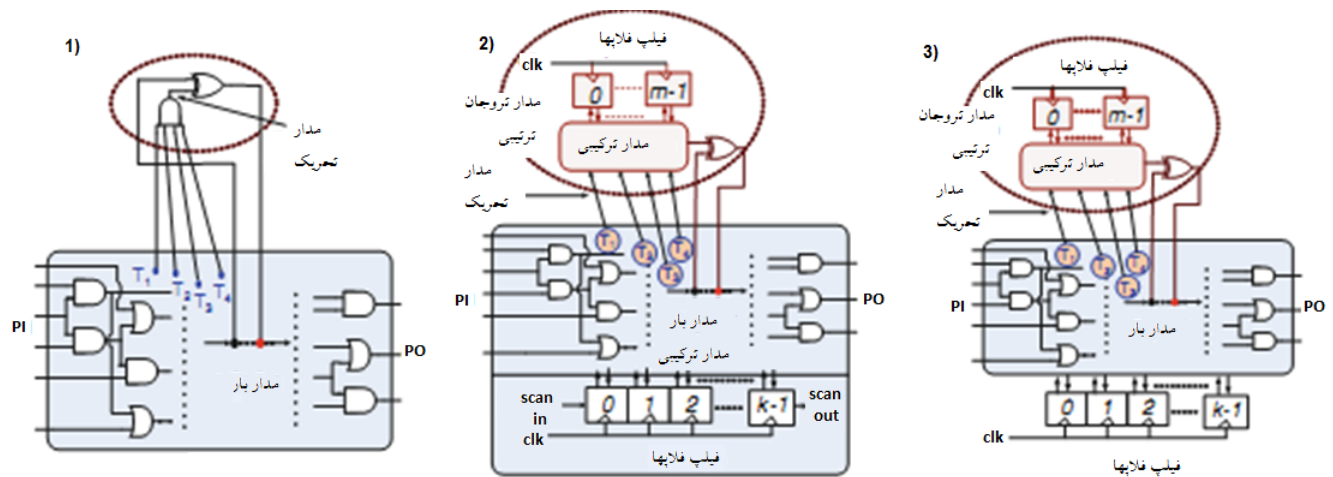 1)
مدار
تحریک
T1
T2
T3
T4
PI
PO
مدار بار
2)
فیلپ فلاپها
clk
0
m-1
مدار تروجان
ترتیبی
مدار ترکیبی
مدار
تحریک
T1
T2
T3
T4
PI
PO
مدار بار
مدار ترکیبی
scan in
0 1 2 k-1
scan out
clk
فیلپ فلاپها
3)
فیلپ فلاپها
clk
0
m-1
مدار تروجان
ترتیبی
مدار ترکیبی
مدار
تحریک
T1
T2
T3
T4
PI
PO
مدار بار
0 1 2 k-1
clk
فیلپ فلاپها